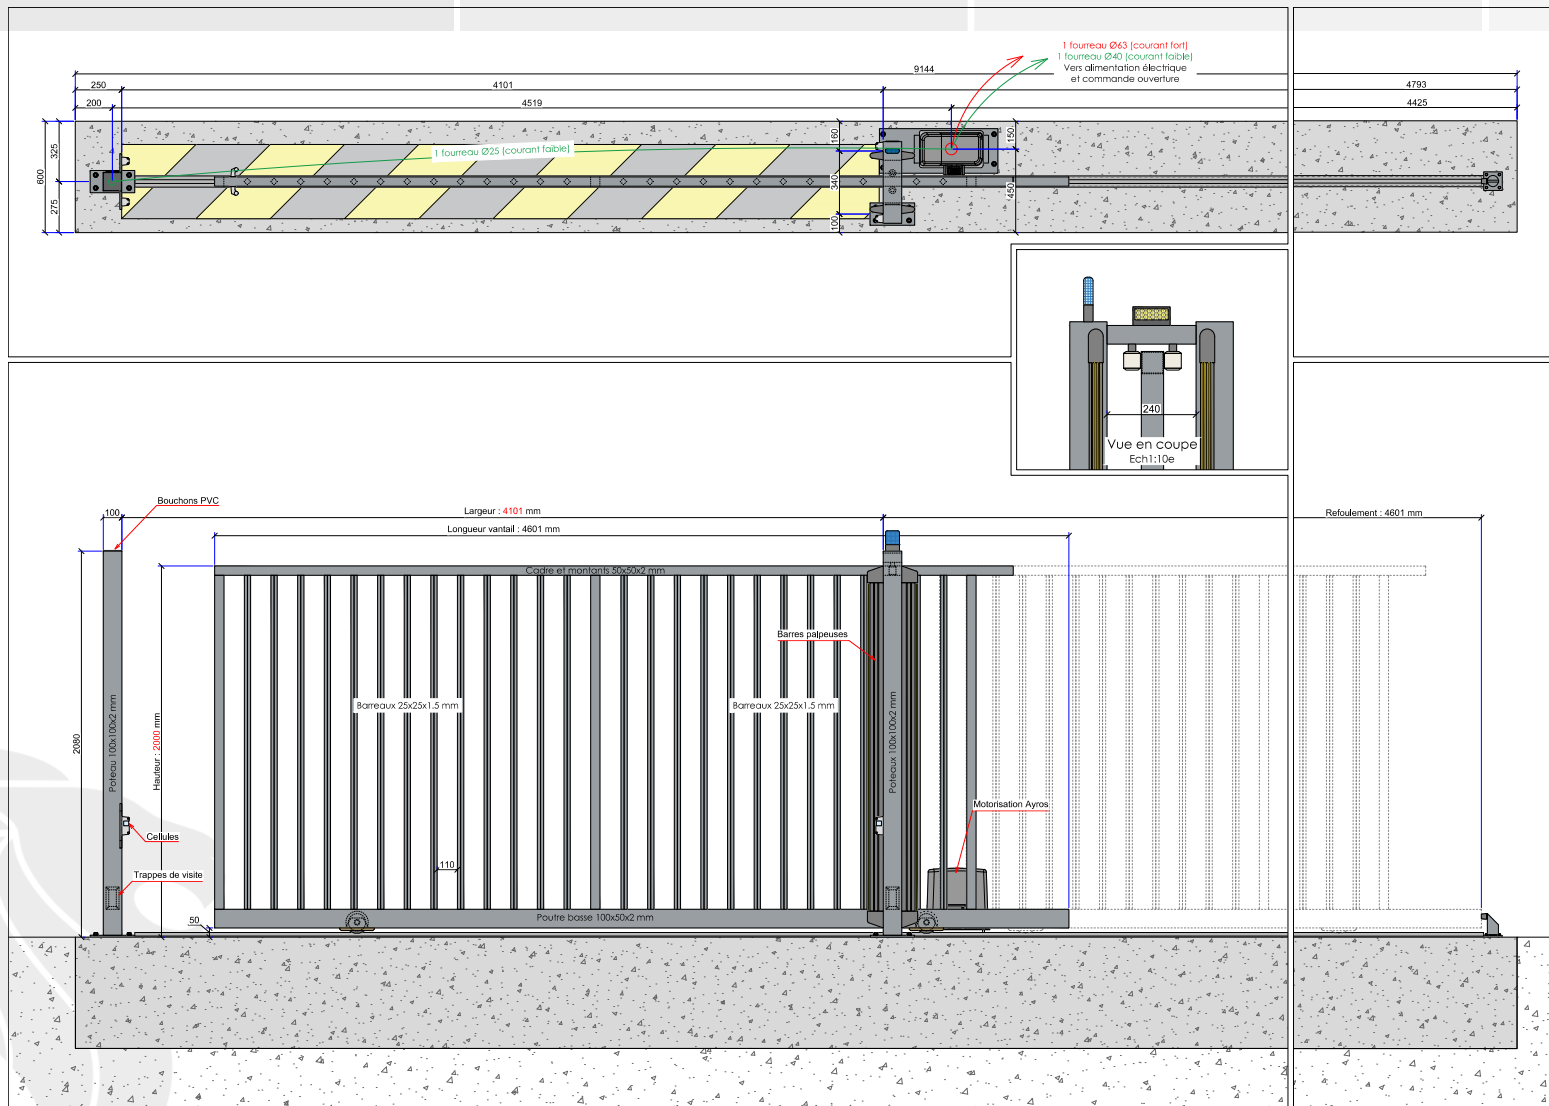 1 fourreau Ø63 (courant fort)
1 fourreau Ø40 (courant faible)
Vers alimentation électrique
et commande ouverture
9144
250
4101
4793
200
4519
4425
160
150
325
600
275
1 fourreau Ø25 (courant faible)
340
450
100
240
Vue en coupe
Ech1:10e
Bouchons PVC
100
Largeur : 4101 mm
Refoulement : 4601 mm
Longueur vantail : 4601 mm
Cadre et montants 50x50x2 mm
Barres palpeuses
2080
Hauteur : 2000 mm
Poteau 100x100x2 mm
Barreaux 25x25x1.5 mm
Barreaux 25x25x1.5 mm
Poteaux 100x100x2 mm
Motorisation Ayros
Cellules
Trappes de visite
110
50
Poutre basse 100x50x2 mm